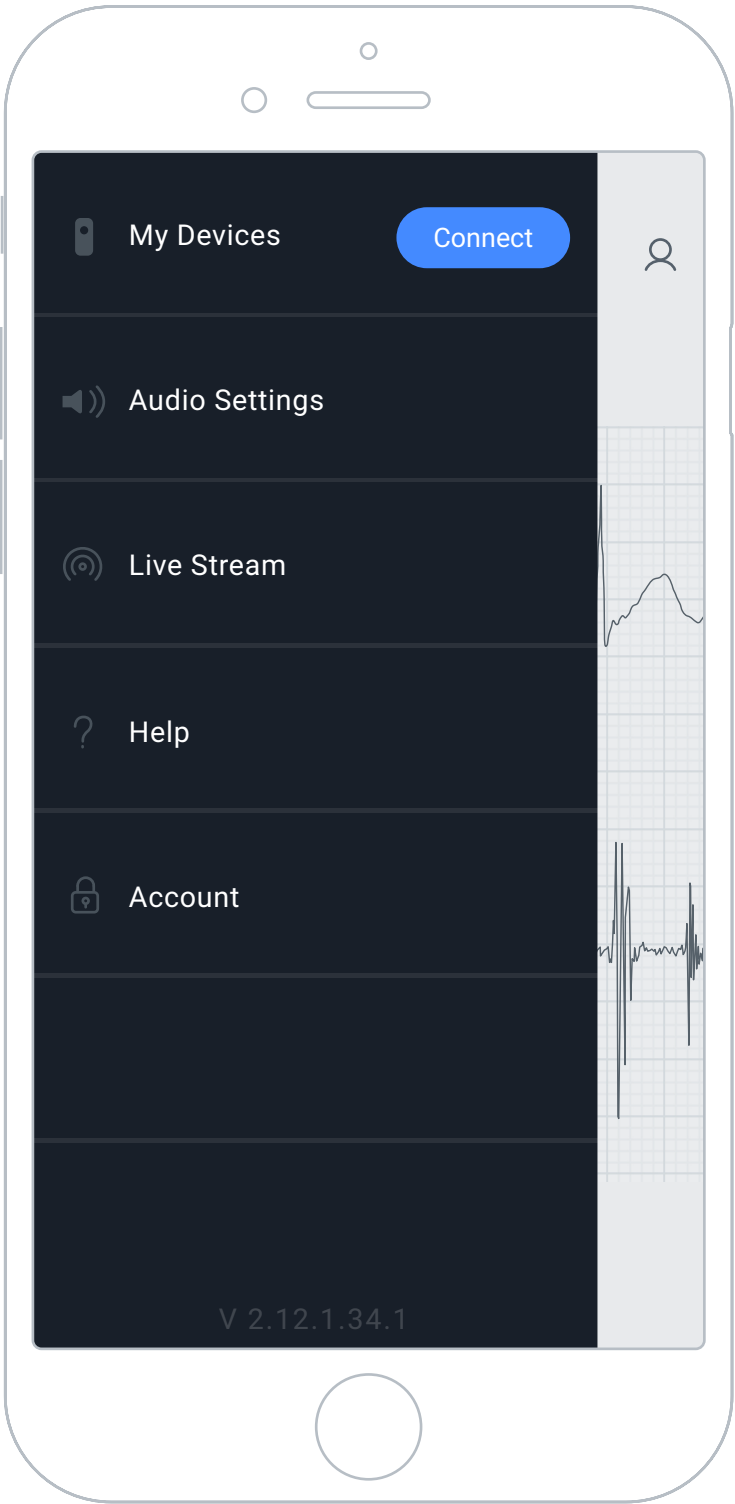 My Devices
Connect
Audio Settings
Live Stream
Help
Account
V 2.12.1.34.1